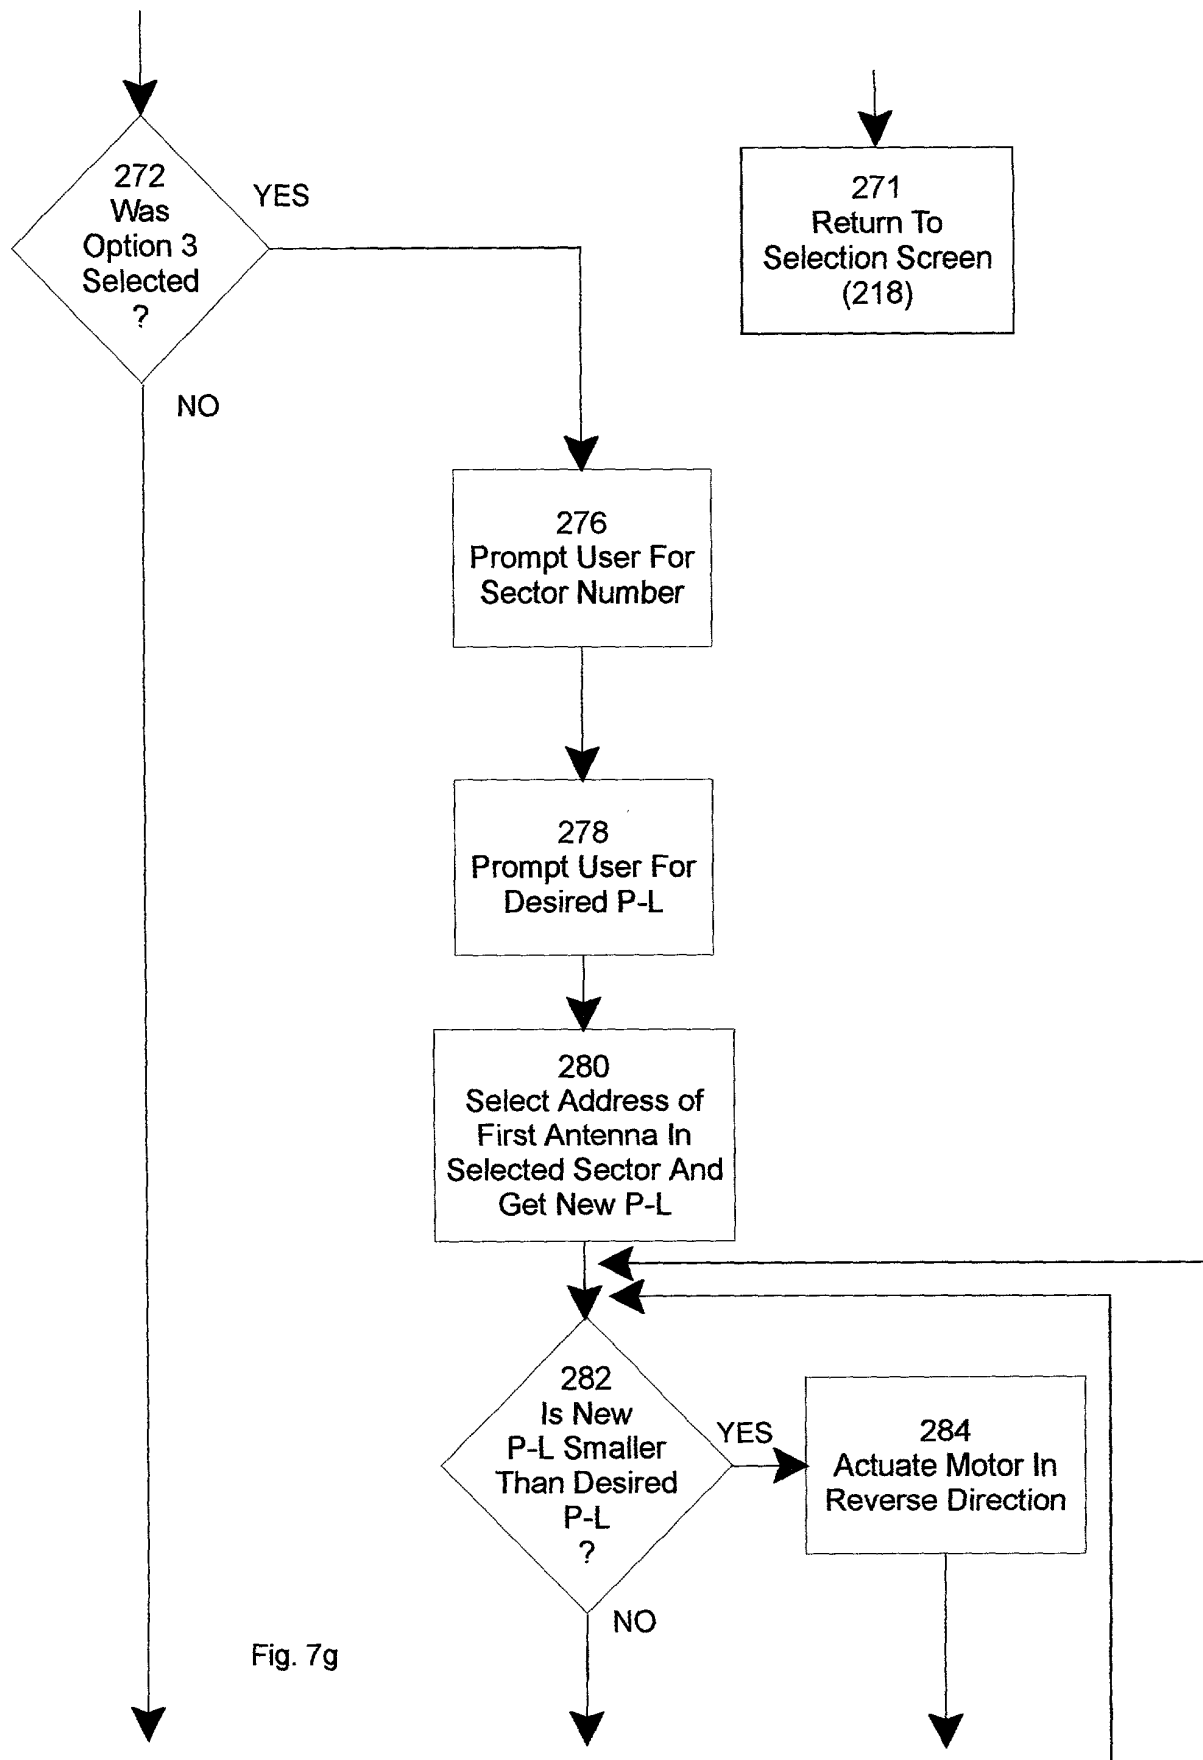 272
Was
Option 3
Selected
?
YES
NO
271
Return To
Selection Screen
(218)
276
Prompt User For
Sector Number
278
Prompt User For
Desired P-L
280
Select Address of
First Antenna In
Selected Sector And
Get New P-L
282
Is New
P-L Smaller
Than Desired
P-L
?
YES
NO
284
Actuate Motor In
Reverse Direction
Fig. 7g